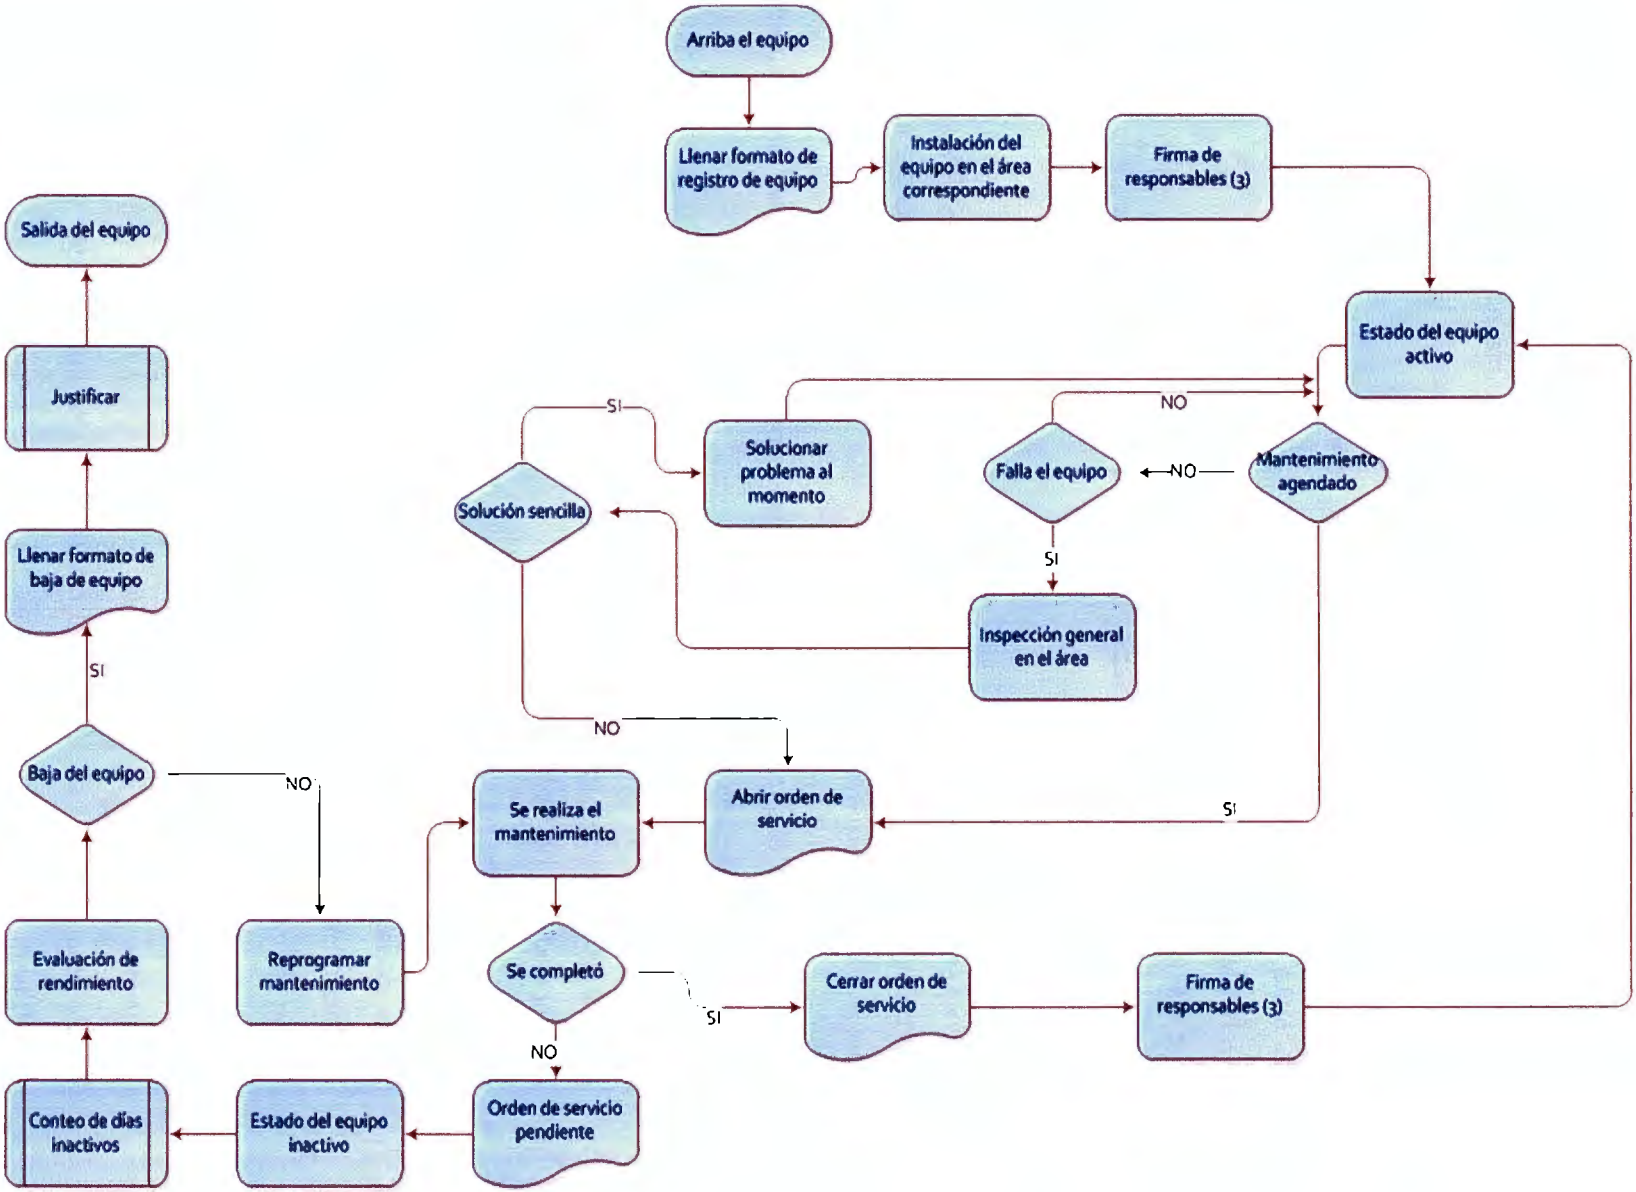 Arriba el equipo
Llenar formato de
registro de equipo
Instalación del
equipo en el área
correspondiente
Firma de
responsables (3)
Salida del equipo
Estado del equipo
activo
Justificar
SI
NO
Solucionar
problema al
momento
Falla el equipo
NO
Mantenimiento
agendado
Solución sencilla
Llenar formato de
baja de equipo
SI
Inspección general
en el área
SI
NO
Baja del equipo
NO
Se realiza el
mantenimiento
Abrir orden de
servicio
SI
Evaluación de
rendimiento
Reprogramar
mantenimiento
Se completó
SI
Cerrar orden de
servicio
Firma de
responsables (3)
NO
Conteo de días
inactivos
Estado del equipo
inactivo
Orden de servicio
pendiente